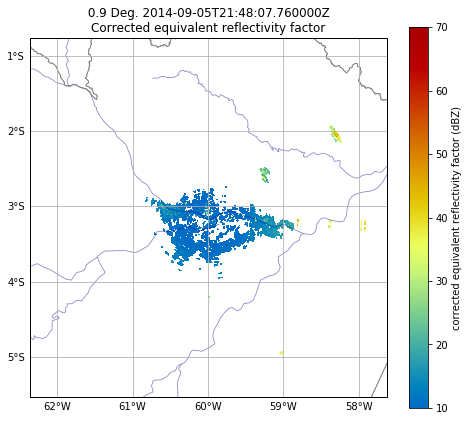 0.9 Deg. 2014-09-05T21:48:07.760000Z
Corrected equivalent reflectivity factor
1°S
2°S
3°S
4°S
5°S
62°W
61°W
60°W
59°W
58°W
70
60
50
40
30
20
10
corrected equivalent reflectivity factor (dBZ)